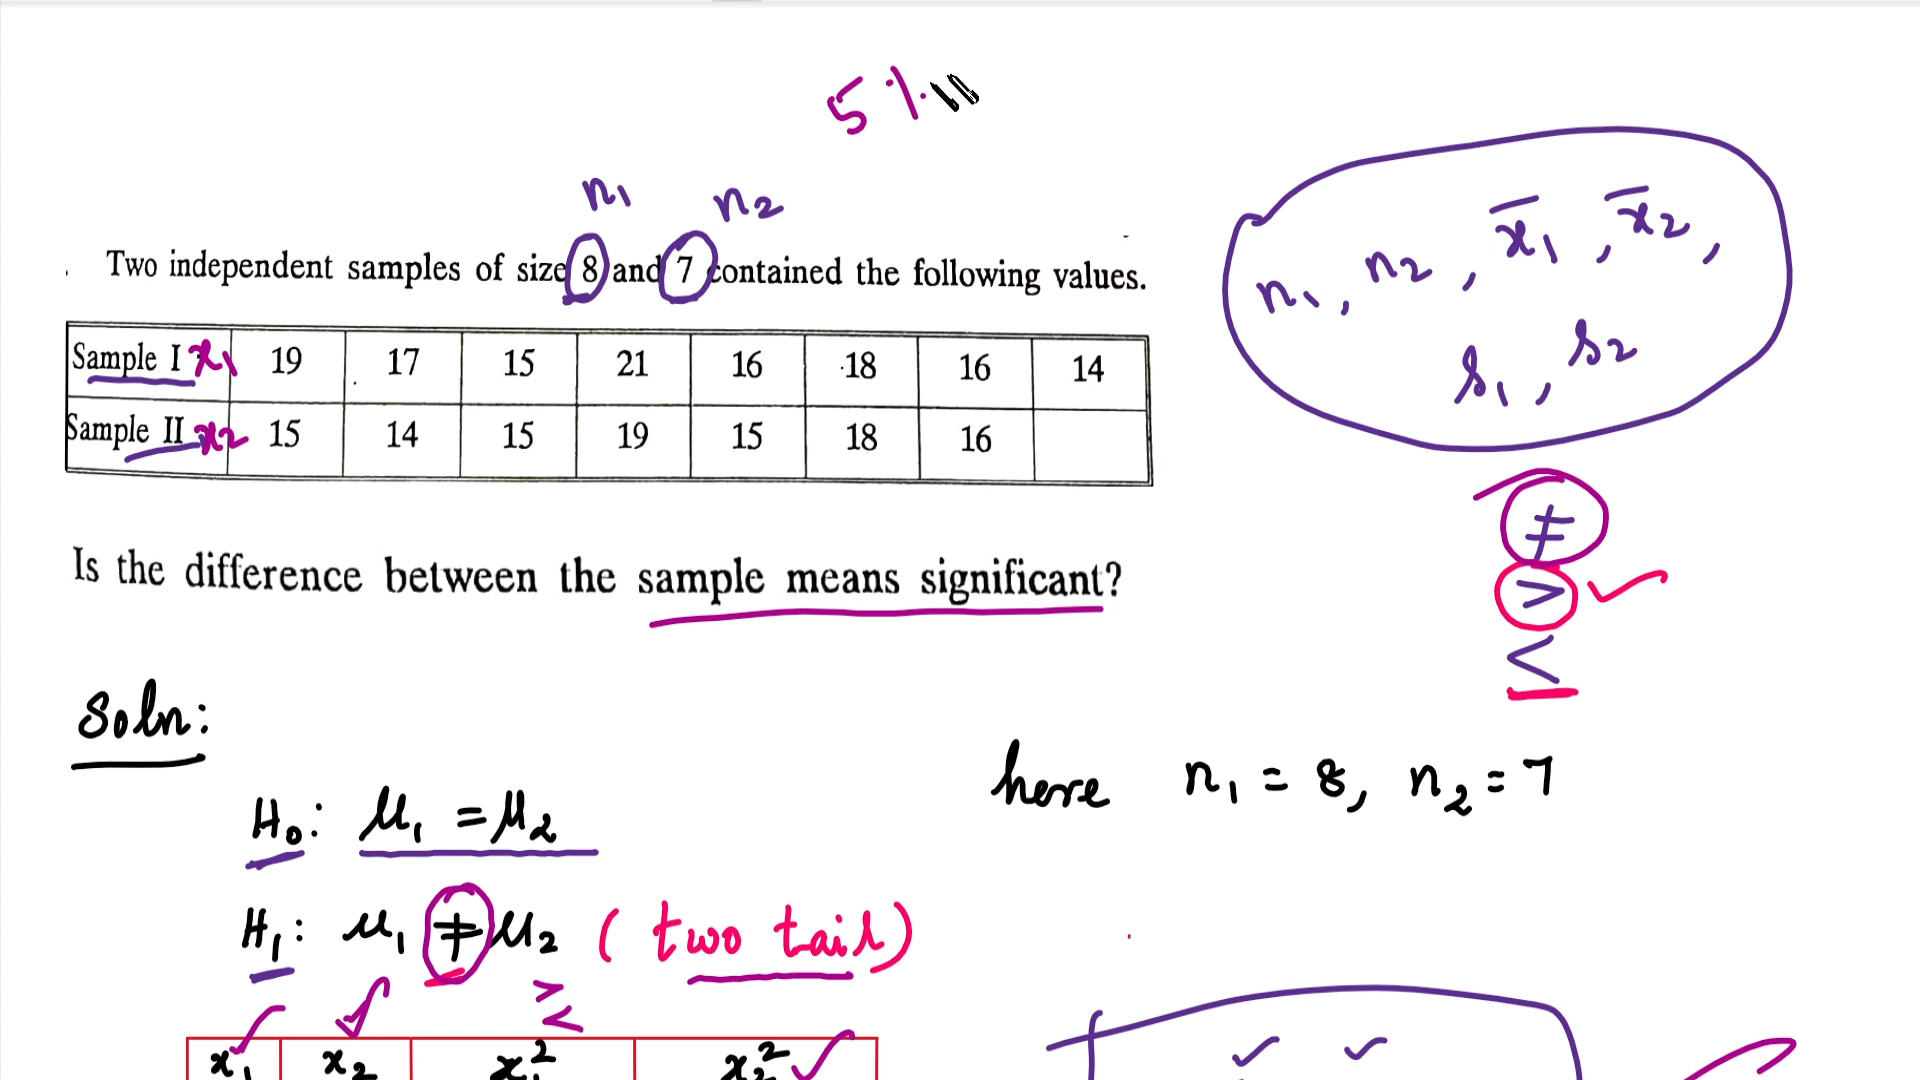 5%
n1 n2
Two independent samples of size 8 and 7 contained the following values.
n1, n2, x̄1, x̄2,
s1, s2
Sample I x1 19 17 15 21 16 18 16 14
Sample II x2 15 14 15 19 15 18 16
≠
>
<
Is the difference between the sample means significant?
Soln:
here n1 = 8, n2 = 7
H0: μ1 = μ2
H1: μ1 ≠ μ2 (two tail)
>
<
x1 x2 x1² x2²